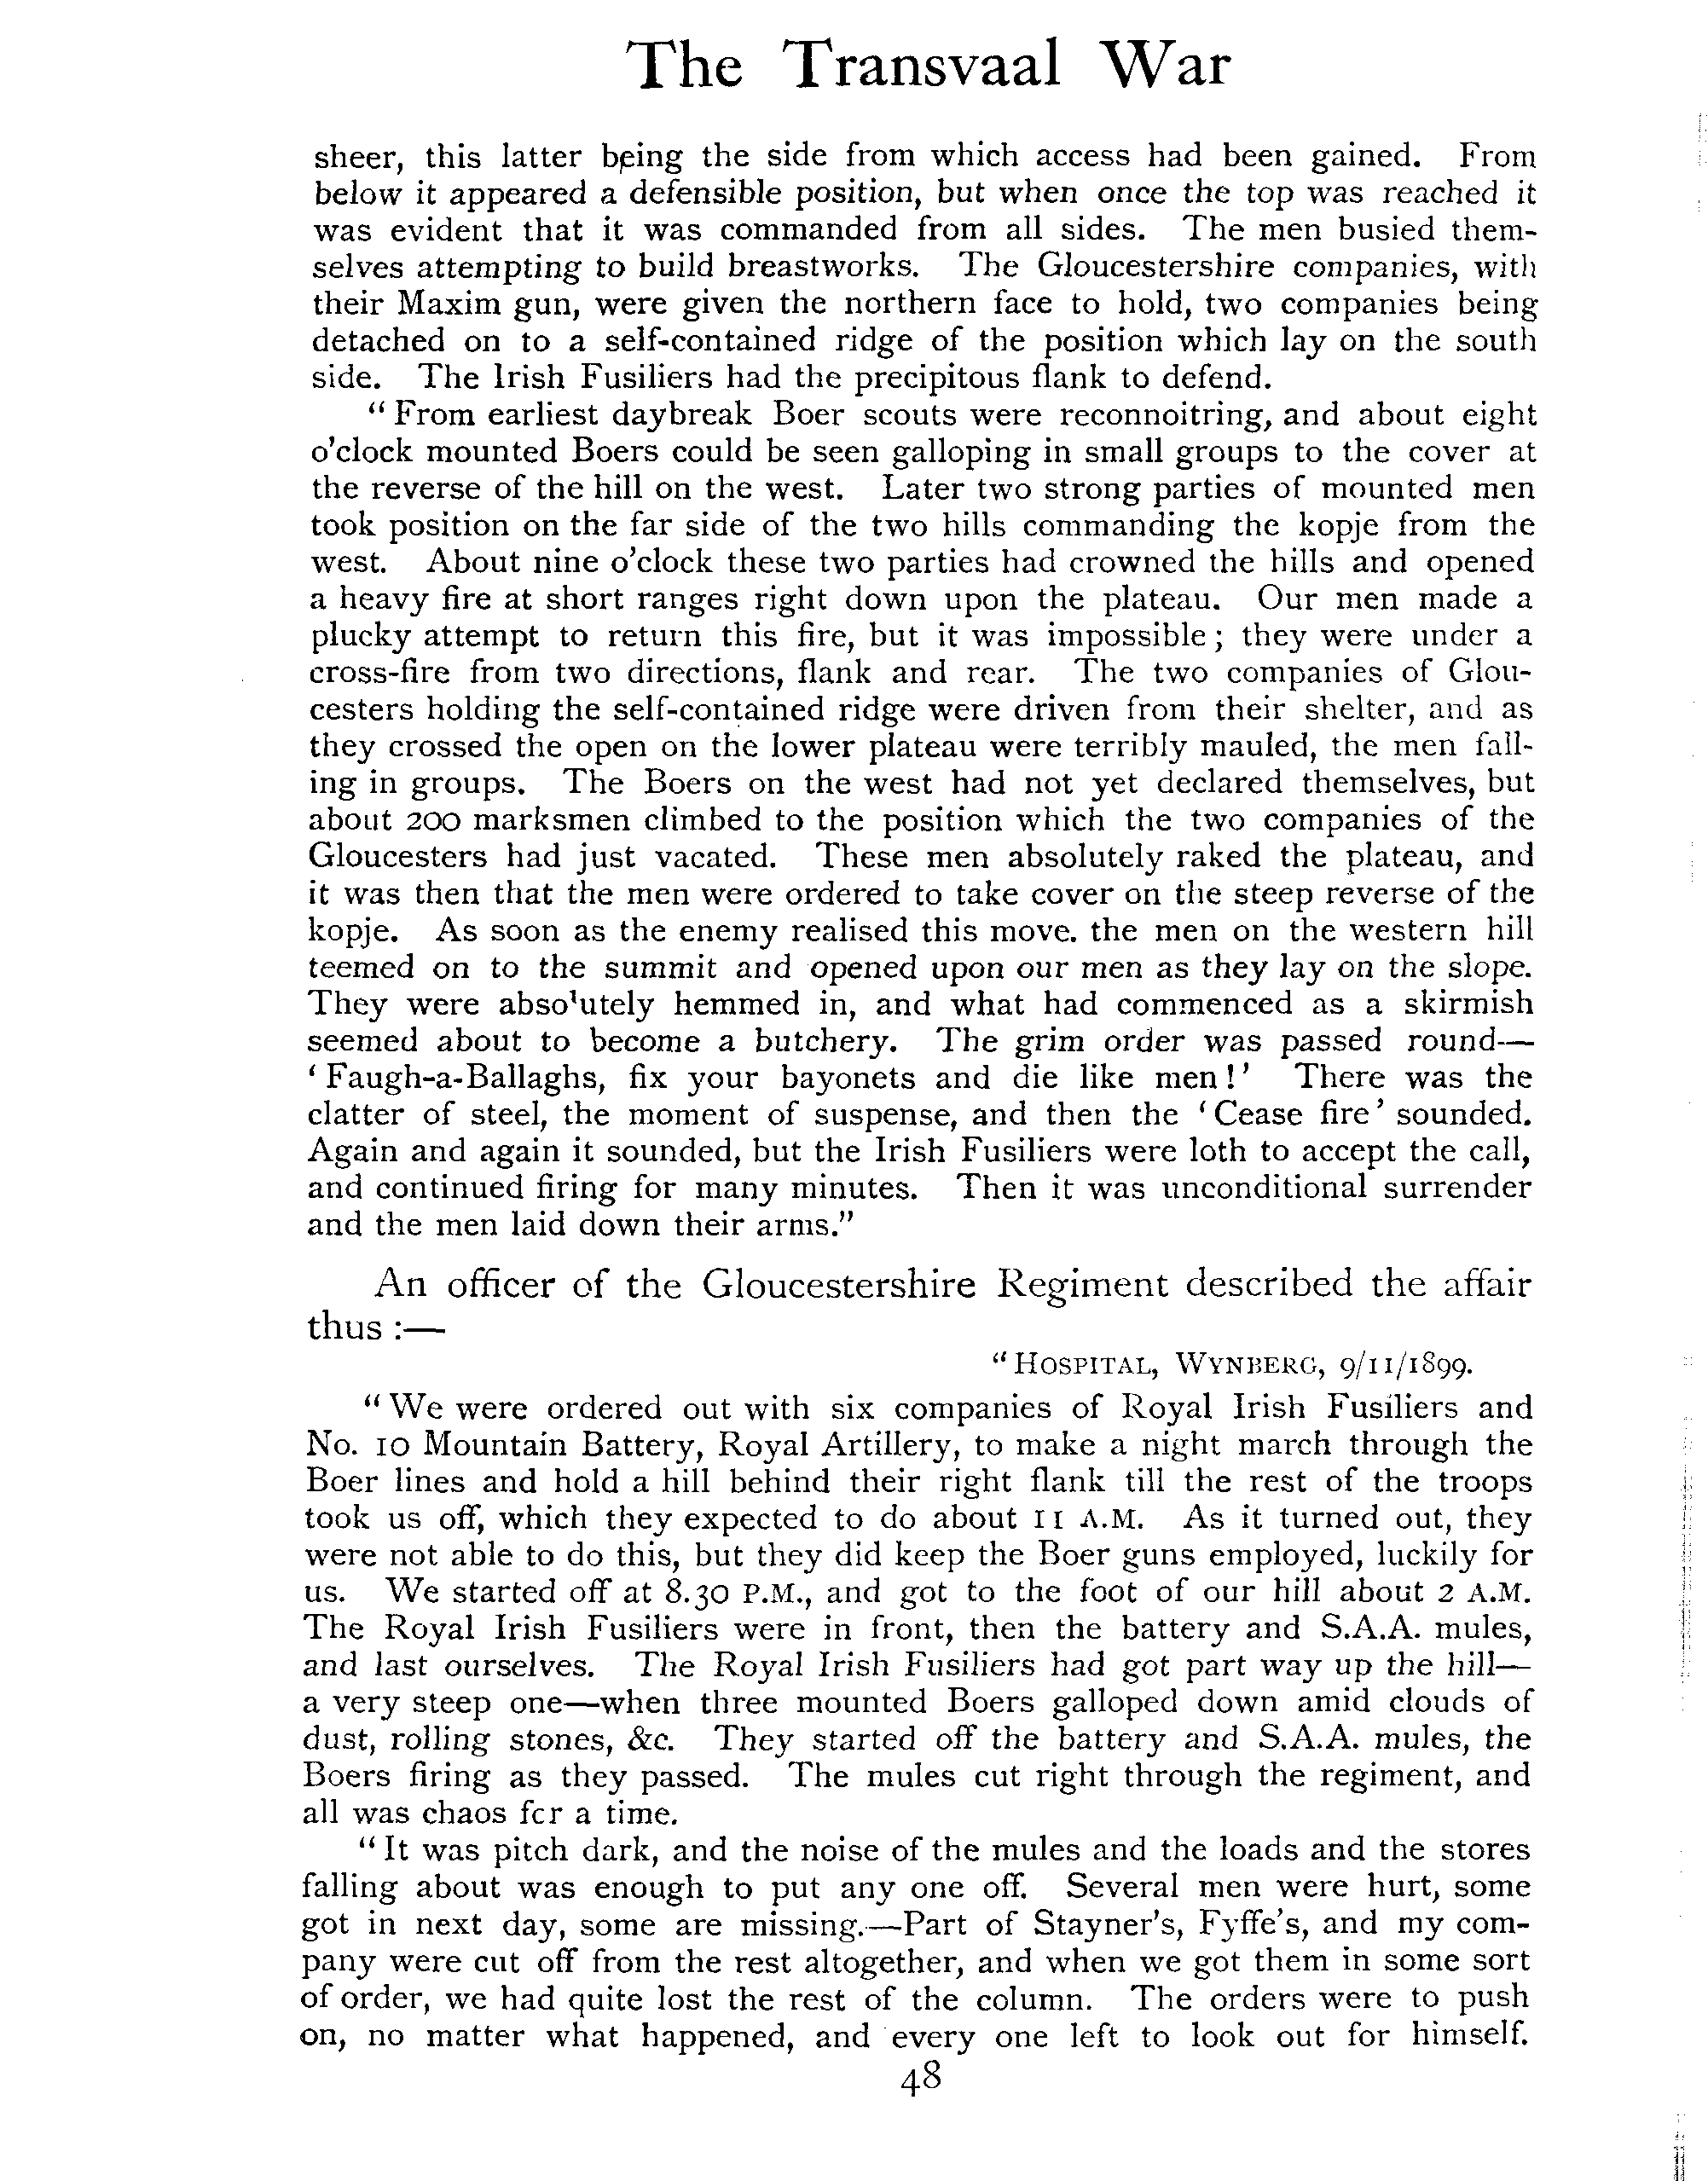 The Transvaal War
sheer, this latter being the side from which access had been gained. From
below it appeared a defensible position, but when once the top was reached it
was evident that it was commanded from all sides. The men busied them-
selves attempting to build breastworks. The Gloucestershire companies, with
their Maxim gun, were given the northern face to hold, two companies being
detached on to a self-contained ridge of the position which lay on the south
side. The Irish Fusiliers had the precipitous flank to defend.
“From earliest daybreak Boer scouts were reconnoitring, and about eight
o'clock mounted Boers could be seen galloping in small groups to the cover at
the reverse of the hill on the west. Later two strong parties of mounted men
took position on the far side of the two hills commanding the kopje from the
west. About nine o'clock these two parties had crowned the hills and opened
a heavy fire at short ranges right down upon the plateau. Our men made a
plucky attempt to return this fire, but it was impossible; they were under a
cross-fire from two directions, flank and rear. The two companies of Glou-
cesters holding the self-contained ridge were driven from their shelter, and as
they crossed the open on the lower plateau were terribly mauled, the men fall-
ing in groups. The Boers on the west had not yet declared themselves, but
about 200 marksmen climbed to the position which the two companies of the
Gloucesters had just vacated. These men absolutely raked the plateau, and
it was then that the men were ordered to take cover on the steep reverse of the
kopje. As soon as the enemy realised this move. the men on the western hill
teemed on to the summit and opened upon our men as they lay on the slope.
They were absolutely hemmed in, and what had commenced as a skirmish
seemed about to become a butchery. The grim order was passed round—
‘Faugh-a-Ballaghs, fix your bayonets and die like men!’ There was the
clatter of steel, the moment of suspense, and then the ‘Cease fire’ sounded.
Again and again it sounded, but the Irish Fusiliers were loth to accept the call,
and continued firing for many minutes. Then it was unconditional surrender
and the men laid down their arms.”
An officer of the Gloucestershire Regiment described the affair
thus :—
“HOSPITAL, WYNBERG, 9/11/1899.
“We were ordered out with six companies of Royal Irish Fusiliers and
No. 10 Mountain Battery, Royal Artillery, to make a night march through the
Boer lines and hold a hill behind their right flank till the rest of the troops
took us off, which they expected to do about 11 A.M. As it turned out, they
were not able to do this, but they did keep the Boer guns employed, luckily for
us. We started off at 8.30 P.M., and got to the foot of our hill about 2 A.M.
The Royal Irish Fusiliers were in front, then the battery and S.A.A. mules,
and last ourselves. The Royal Irish Fusiliers had got part way up the hill—
a very steep one—when three mounted Boers galloped down amid clouds of
dust, rolling stones, &c. They started off the battery and S.A.A. mules, the
Boers firing as they passed. The mules cut right through the regiment, and
all was chaos for a time.
“It was pitch dark, and the noise of the mules and the loads and the stores
falling about was enough to put any one off. Several men were hurt, some
got in next day, some are missing.—Part of Stayner's, Fyffe's, and my com-
pany were cut off from the rest altogether, and when we got them in some sort
of order, we had quite lost the rest of the column. The orders were to push
on, no matter what happened, and every one left to look out for himself.
48